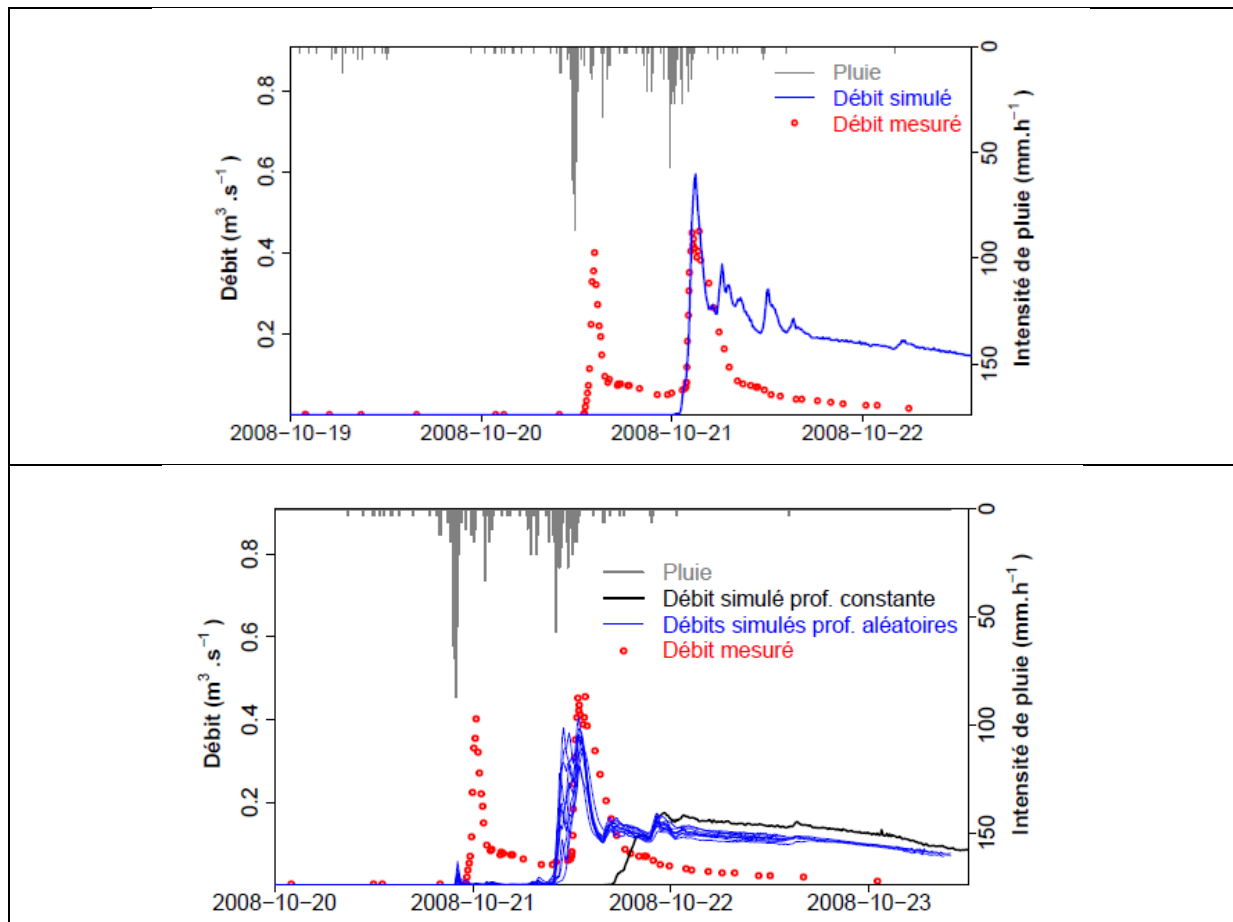 0
0.8
Pluie
Débit simulé
Débit mesuré
50
0.6
0.4
100
0.2
150
Débit (m³ .s⁻¹ )
Intensité de pluie (mm.h⁻¹ )
2008-10-19 2008-10-20 2008-10-21 2008-10-22
0
0.8
Pluie
Débit simulé prof. constante
Débits simulés prof. aléatoires
Débit mesuré
50
0.6
0.4
100
0.2
150
Débit (m³ .s⁻¹ )
Intensité de pluie (mm.h⁻¹ )
2008-10-20 2008-10-21 2008-10-22 2008-10-23